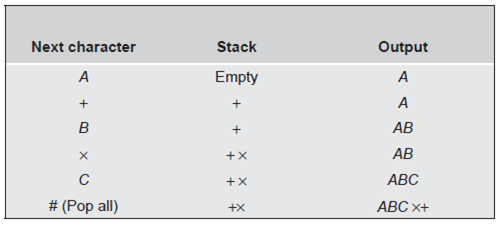 Next character Stack Output
A Empty A
+ + A
B + AB
× +× AB
C +× ABC
# (Pop all) +× ABC×+